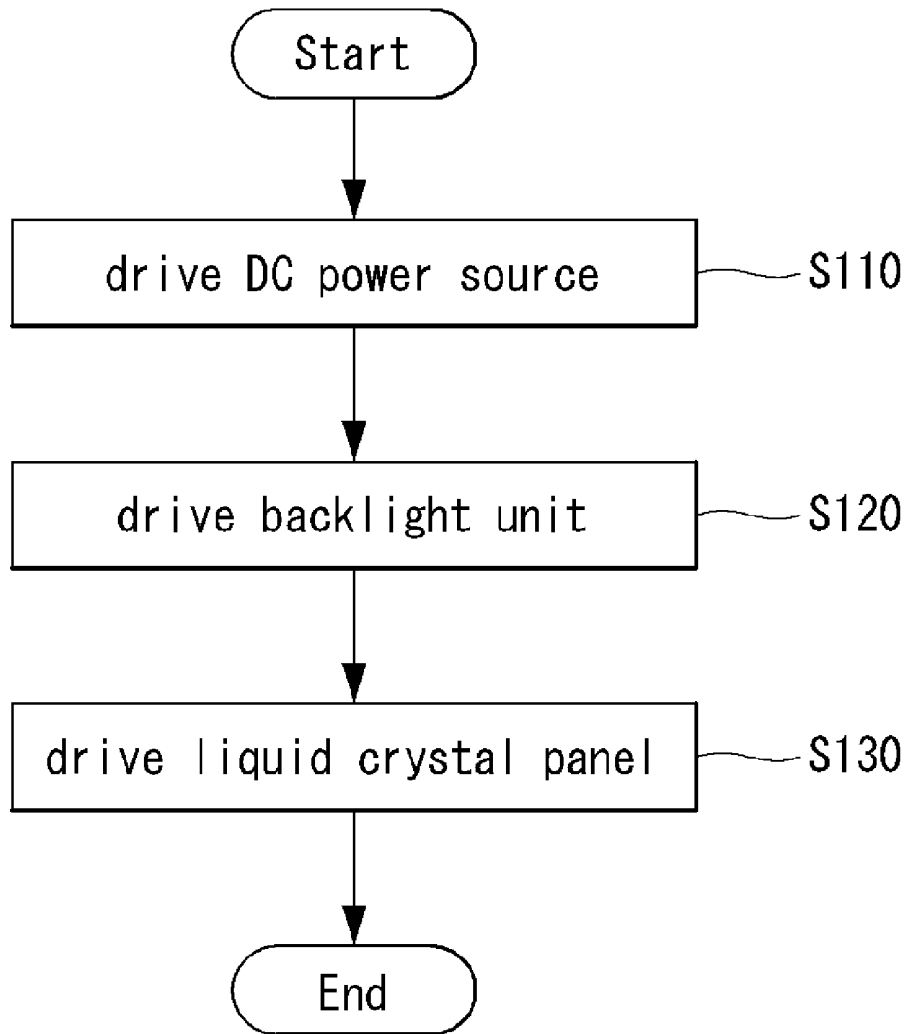 Start
drive DC power source
S110
drive backlight unit
S120
drive liquid crystal panel
S130
End